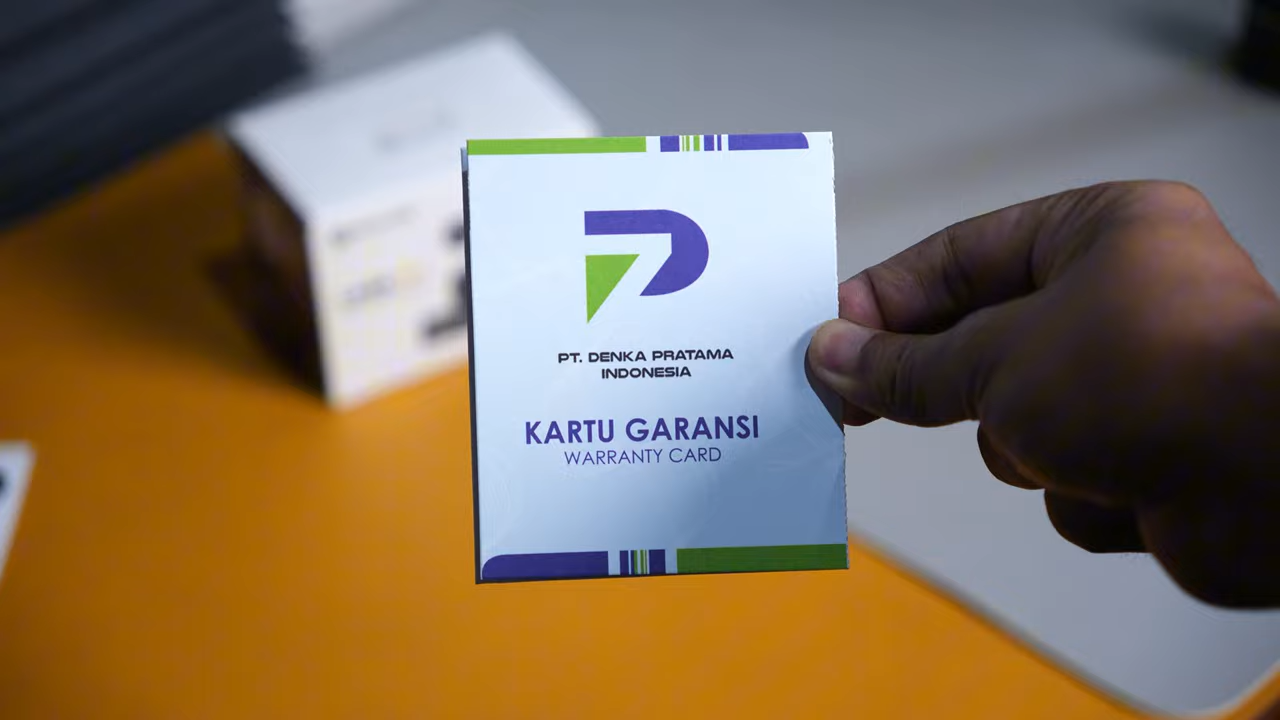 PT. DENKA PRATAMA
INDONESIA
KARTU GARANSI
WARRANTY CARD